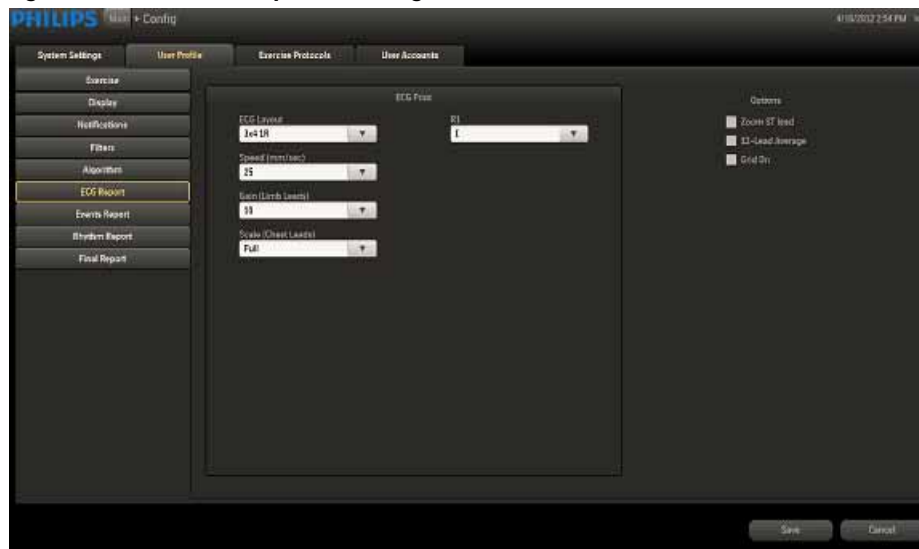 PHILIPS Main ▸ Config
4/18/2012 2:54 PM
System Settings
User Profile
Exercise Protocols
User Accounts
Exercise
Display
Notifications
Filters
Algorithm
ECG Report
Events Report
Rhythm Report
Final Report
ECG Layout
3x4 1R
Speed (mm/sec)
25
Gain (Limb Leads)
10
Scale (Chest Leads)
Full
ECG Print
R1
I
Options
Zoom ST lead
12-Lead Average
Grid On
Save
Cancel